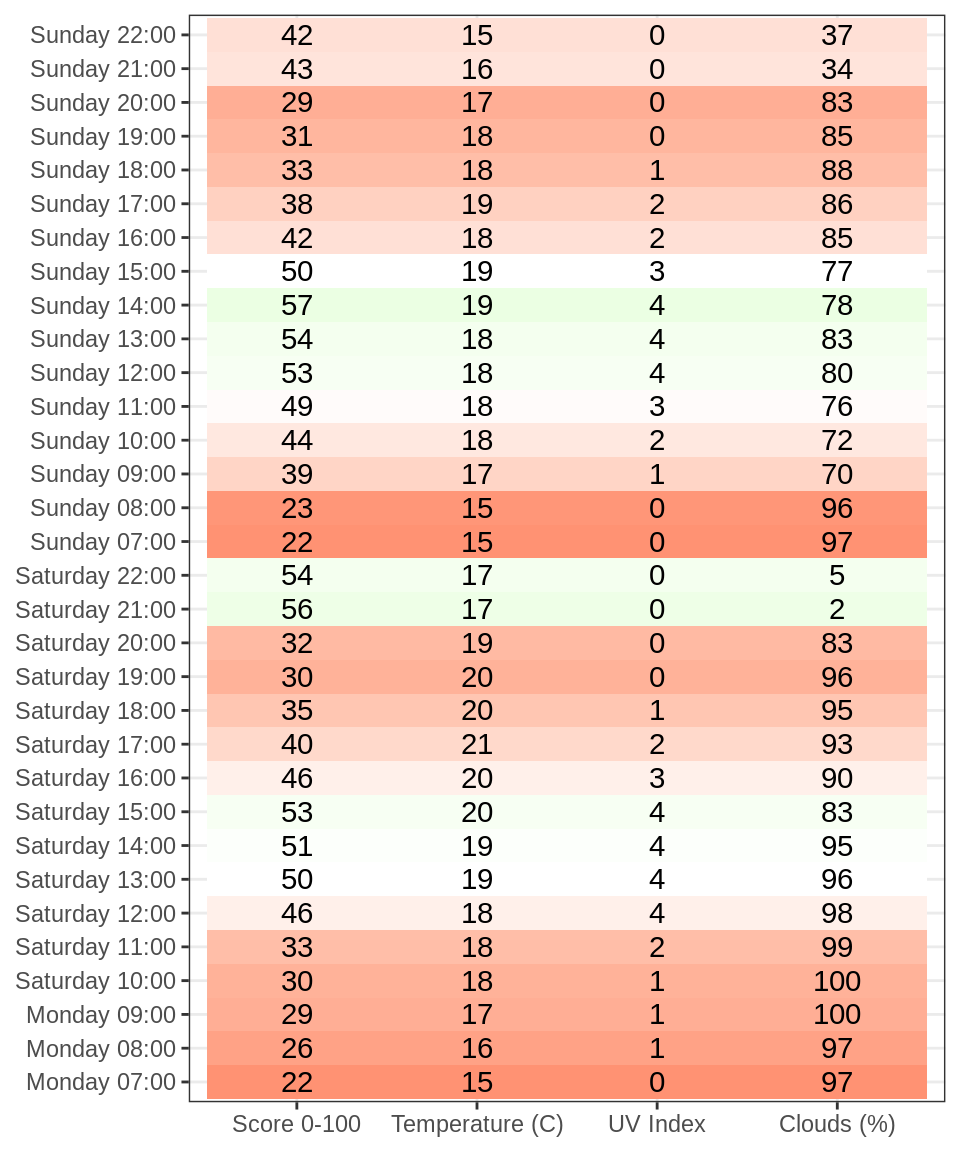 Sunday 22:00 42 15 0 37
Sunday 21:00 43 16 0 34
Sunday 20:00 29 17 0 83
Sunday 19:00 31 18 0 85
Sunday 18:00 33 18 1 88
Sunday 17:00 38 19 2 86
Sunday 16:00 42 18 2 85
Sunday 15:00 50 19 3 77
Sunday 14:00 57 19 4 78
Sunday 13:00 54 18 4 83
Sunday 12:00 53 18 4 80
Sunday 11:00 49 18 3 76
Sunday 10:00 44 18 2 72
Sunday 09:00 39 17 1 70
Sunday 08:00 23 15 0 96
Sunday 07:00 22 15 0 97
Saturday 22:00 54 17 0 5
Saturday 21:00 56 17 0 2
Saturday 20:00 32 19 0 83
Saturday 19:00 30 20 0 96
Saturday 18:00 35 20 1 95
Saturday 17:00 40 21 2 93
Saturday 16:00 46 20 3 90
Saturday 15:00 53 20 4 83
Saturday 14:00 51 19 4 95
Saturday 13:00 50 19 4 96
Saturday 12:00 46 18 4 98
Saturday 11:00 33 18 2 99
Saturday 10:00 30 18 1 100
Monday 09:00 29 17 1 100
Monday 08:00 26 16 1 97
Monday 07:00 22 15 0 97
Score 0-100 Temperature (C) UV Index Clouds (%)